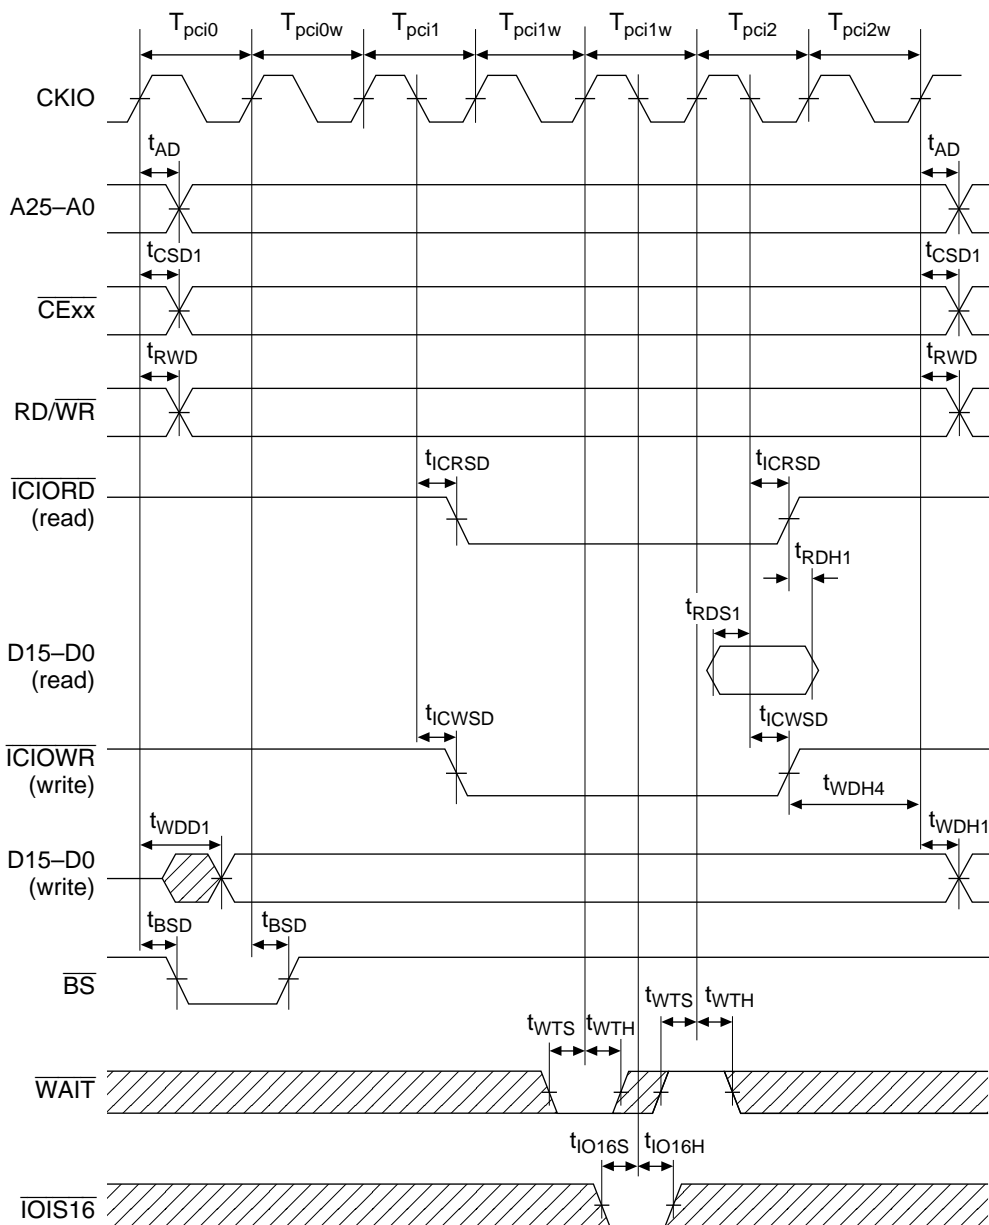 Tpci0 Tpci0w Tpci1 Tpci1w Tpci1w Tpci2 Tpci2w
CKIO
tAD tAD
A25–A0
tCSD1 tCSD1
CExx
tRWD tRWD
RD/WR
tICRSD tICRSD
ICIORD
(read)
tRDH1
tRDS1
D15–D0
(read)
tICWSD tICWSD
ICIOWR
(write)
tWDH4
tWDD1 tWDH1
D15–D0
(write)
tBSD tBSD
BS
tWTS tWTH tWTS tWTH
WAIT
tIO16S tIO16H
IOIS16